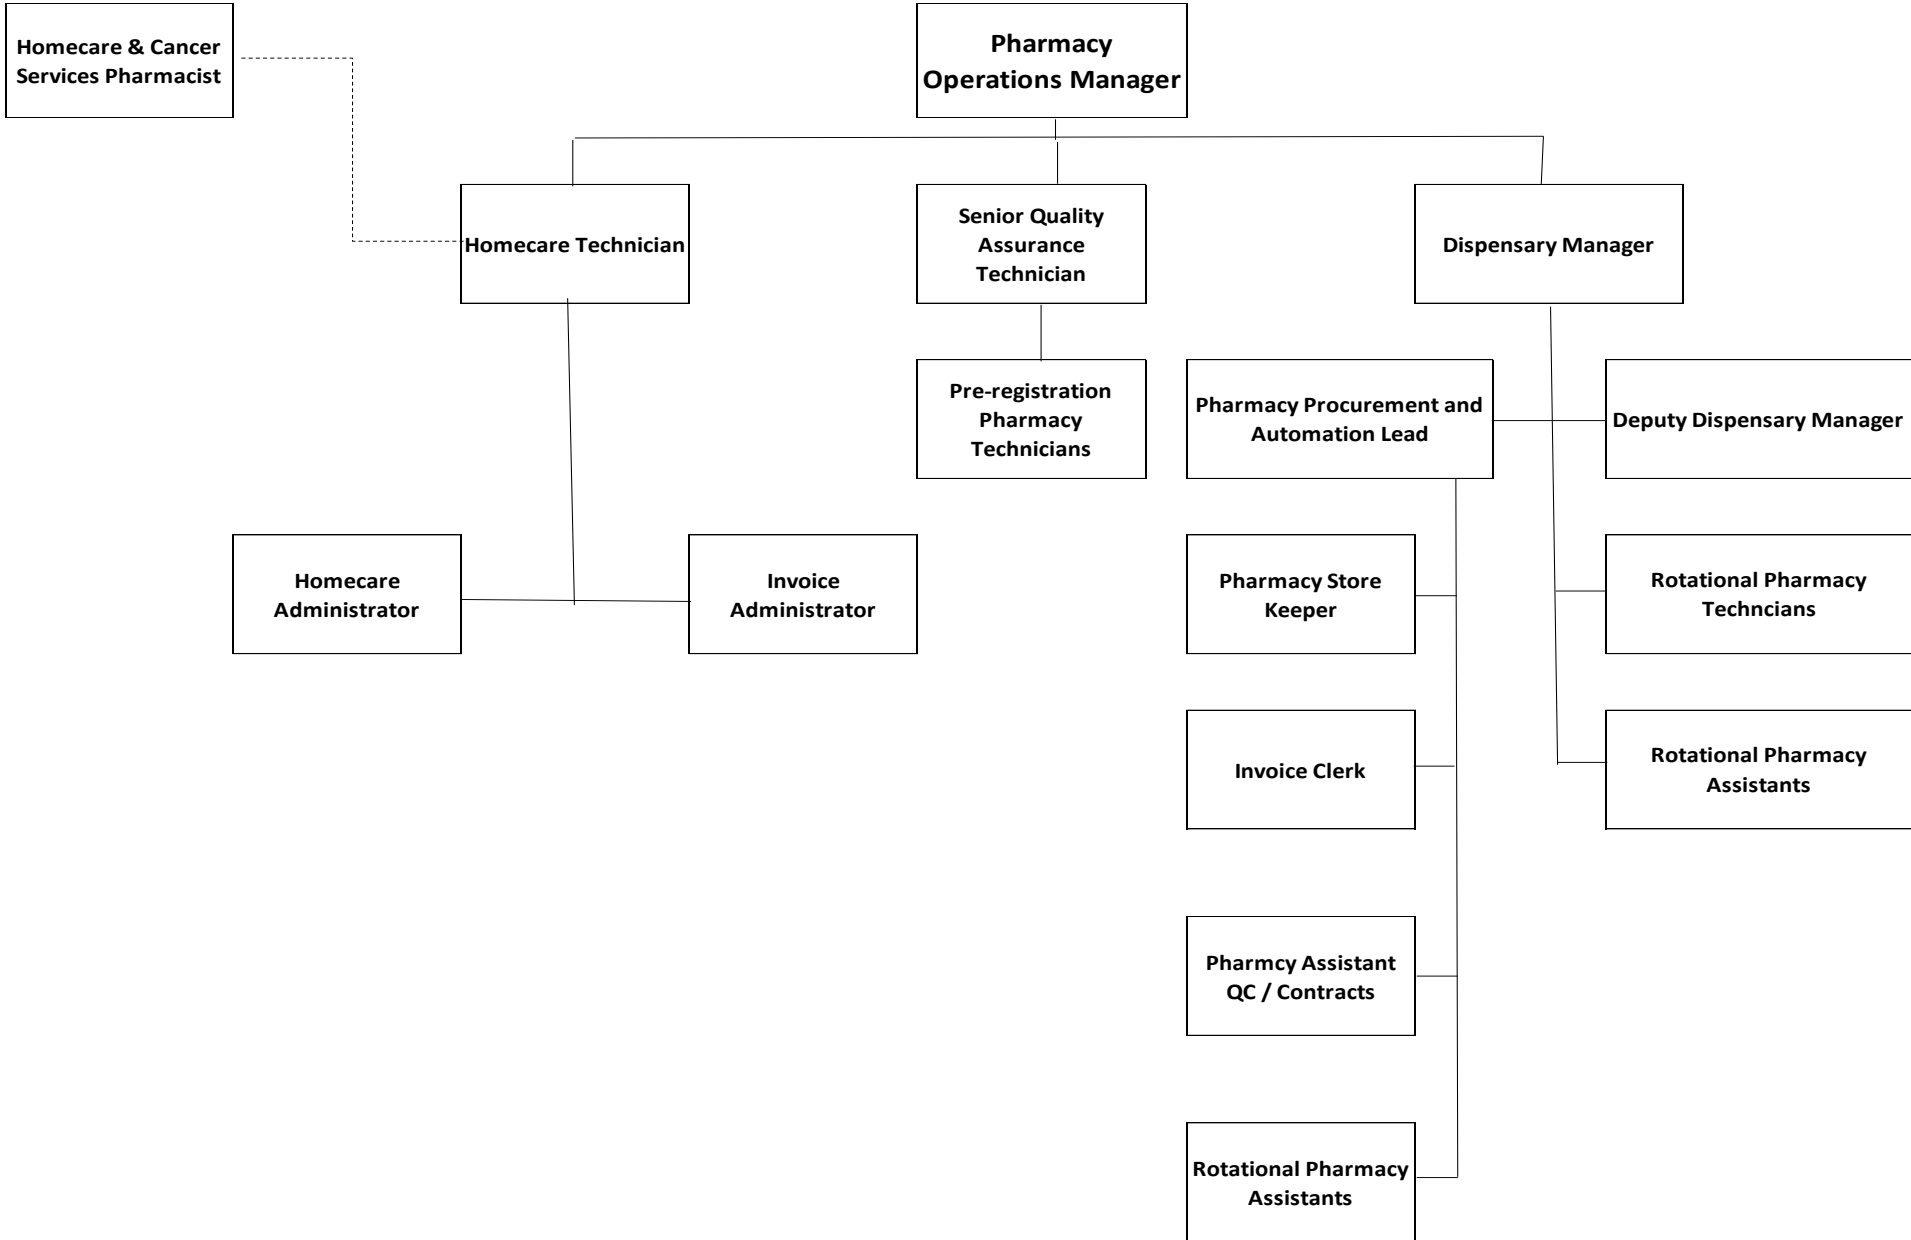 Homecare & Cancer
Services Pharmacist
Pharmacy
Operations Manager
Homecare Technician
Senior Quality
Assurance
Technician
Dispensary Manager
Pre-registration
Pharmacy
Technicians
Pharmacy Procurement and
Automation Lead
Deputy Dispensary Manager
Homecare
Administrator
Invoice
Administrator
Pharmacy Store
Keeper
Rotational Pharmacy
Techncians
Invoice Clerk
Rotational Pharmacy
Assistants
Pharmcy Assistant
QC / Contracts
Rotational Pharmacy
Assistants